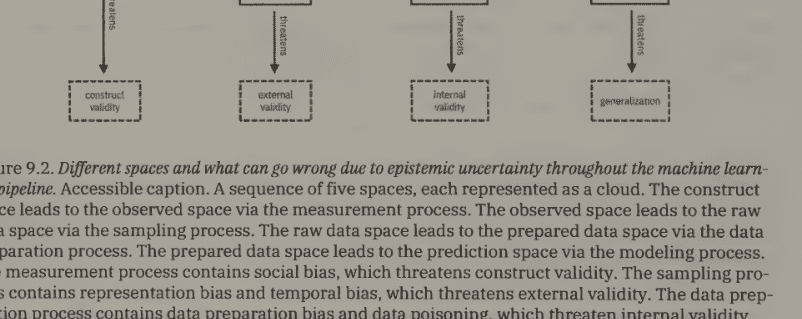 threatens
threatens
threatens
construct
validity
external
validity
internal
validity
generalization
9.2. Different spaces and what can go wrong due to epistemic uncertainty throughout the machine learn-
pipeline. Accessible caption. A sequence of five spaces, each represented as a cloud. The construct
leads to the observed space via the measurement process. The observed space leads to the raw
space via the sampling process. The raw data space leads to the prepared data space via the data
process. The prepared data space leads to the prediction space via the modeling process.
measurement process contains social bias, which threatens construct validity. The sampling pro-
contains representation bias and temporal bias, which threatens external validity. The data prep-
process contains data preparation bias and data poisoning, which threaten internal validity